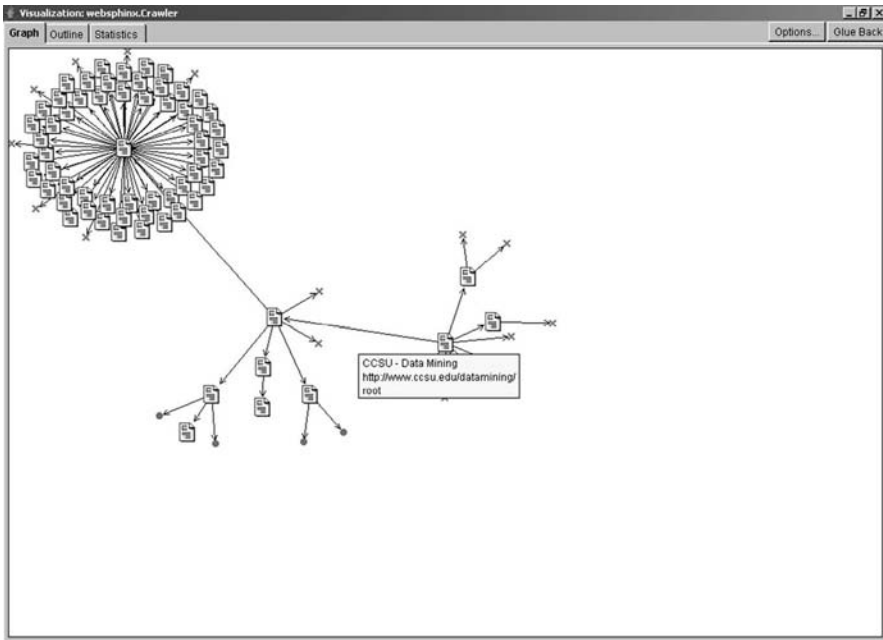 Visualization: websphinx.Crawler
Graph Outline Statistics Options... Glue Back
CCSU - Data Mining
http://www.ccsu.edu/datamining/
root